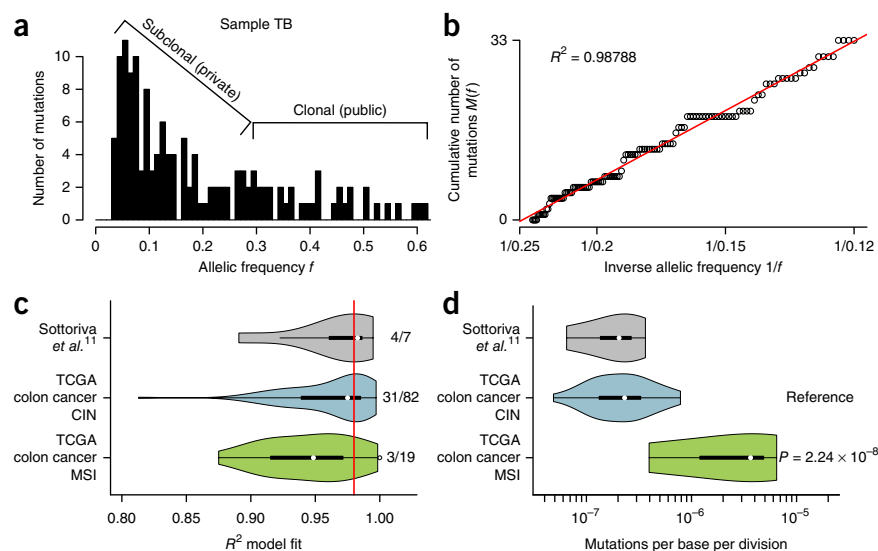 a
Sample TB
Subclonal (private)
Clonal (public)
Number of mutations
10
8
6
4
2
0
0
0.1
0.2
0.3
0.4
0.5
0.6
Allelic frequency f
b
R² = 0.98788
Cumulative number of
mutations M(f)
33
0
1/0.25
1/0.2
1/0.15
1/0.12
Inverse allelic frequency 1/f
c
Sottoriva
et al.¹¹
4/7
TCGA
colon cancer
CIN
31/82
TCGA
colon cancer
MSI
3/19
0.80
0.85
0.90
0.95
1.00
R² model fit
d
Sottoriva
et al.¹¹
TCGA
colon cancer
CIN
Reference
TCGA
colon cancer
MSI
P = 2.24 × 10⁻⁸
10⁻⁷
10⁻⁶
10⁻⁵
Mutations per base per division